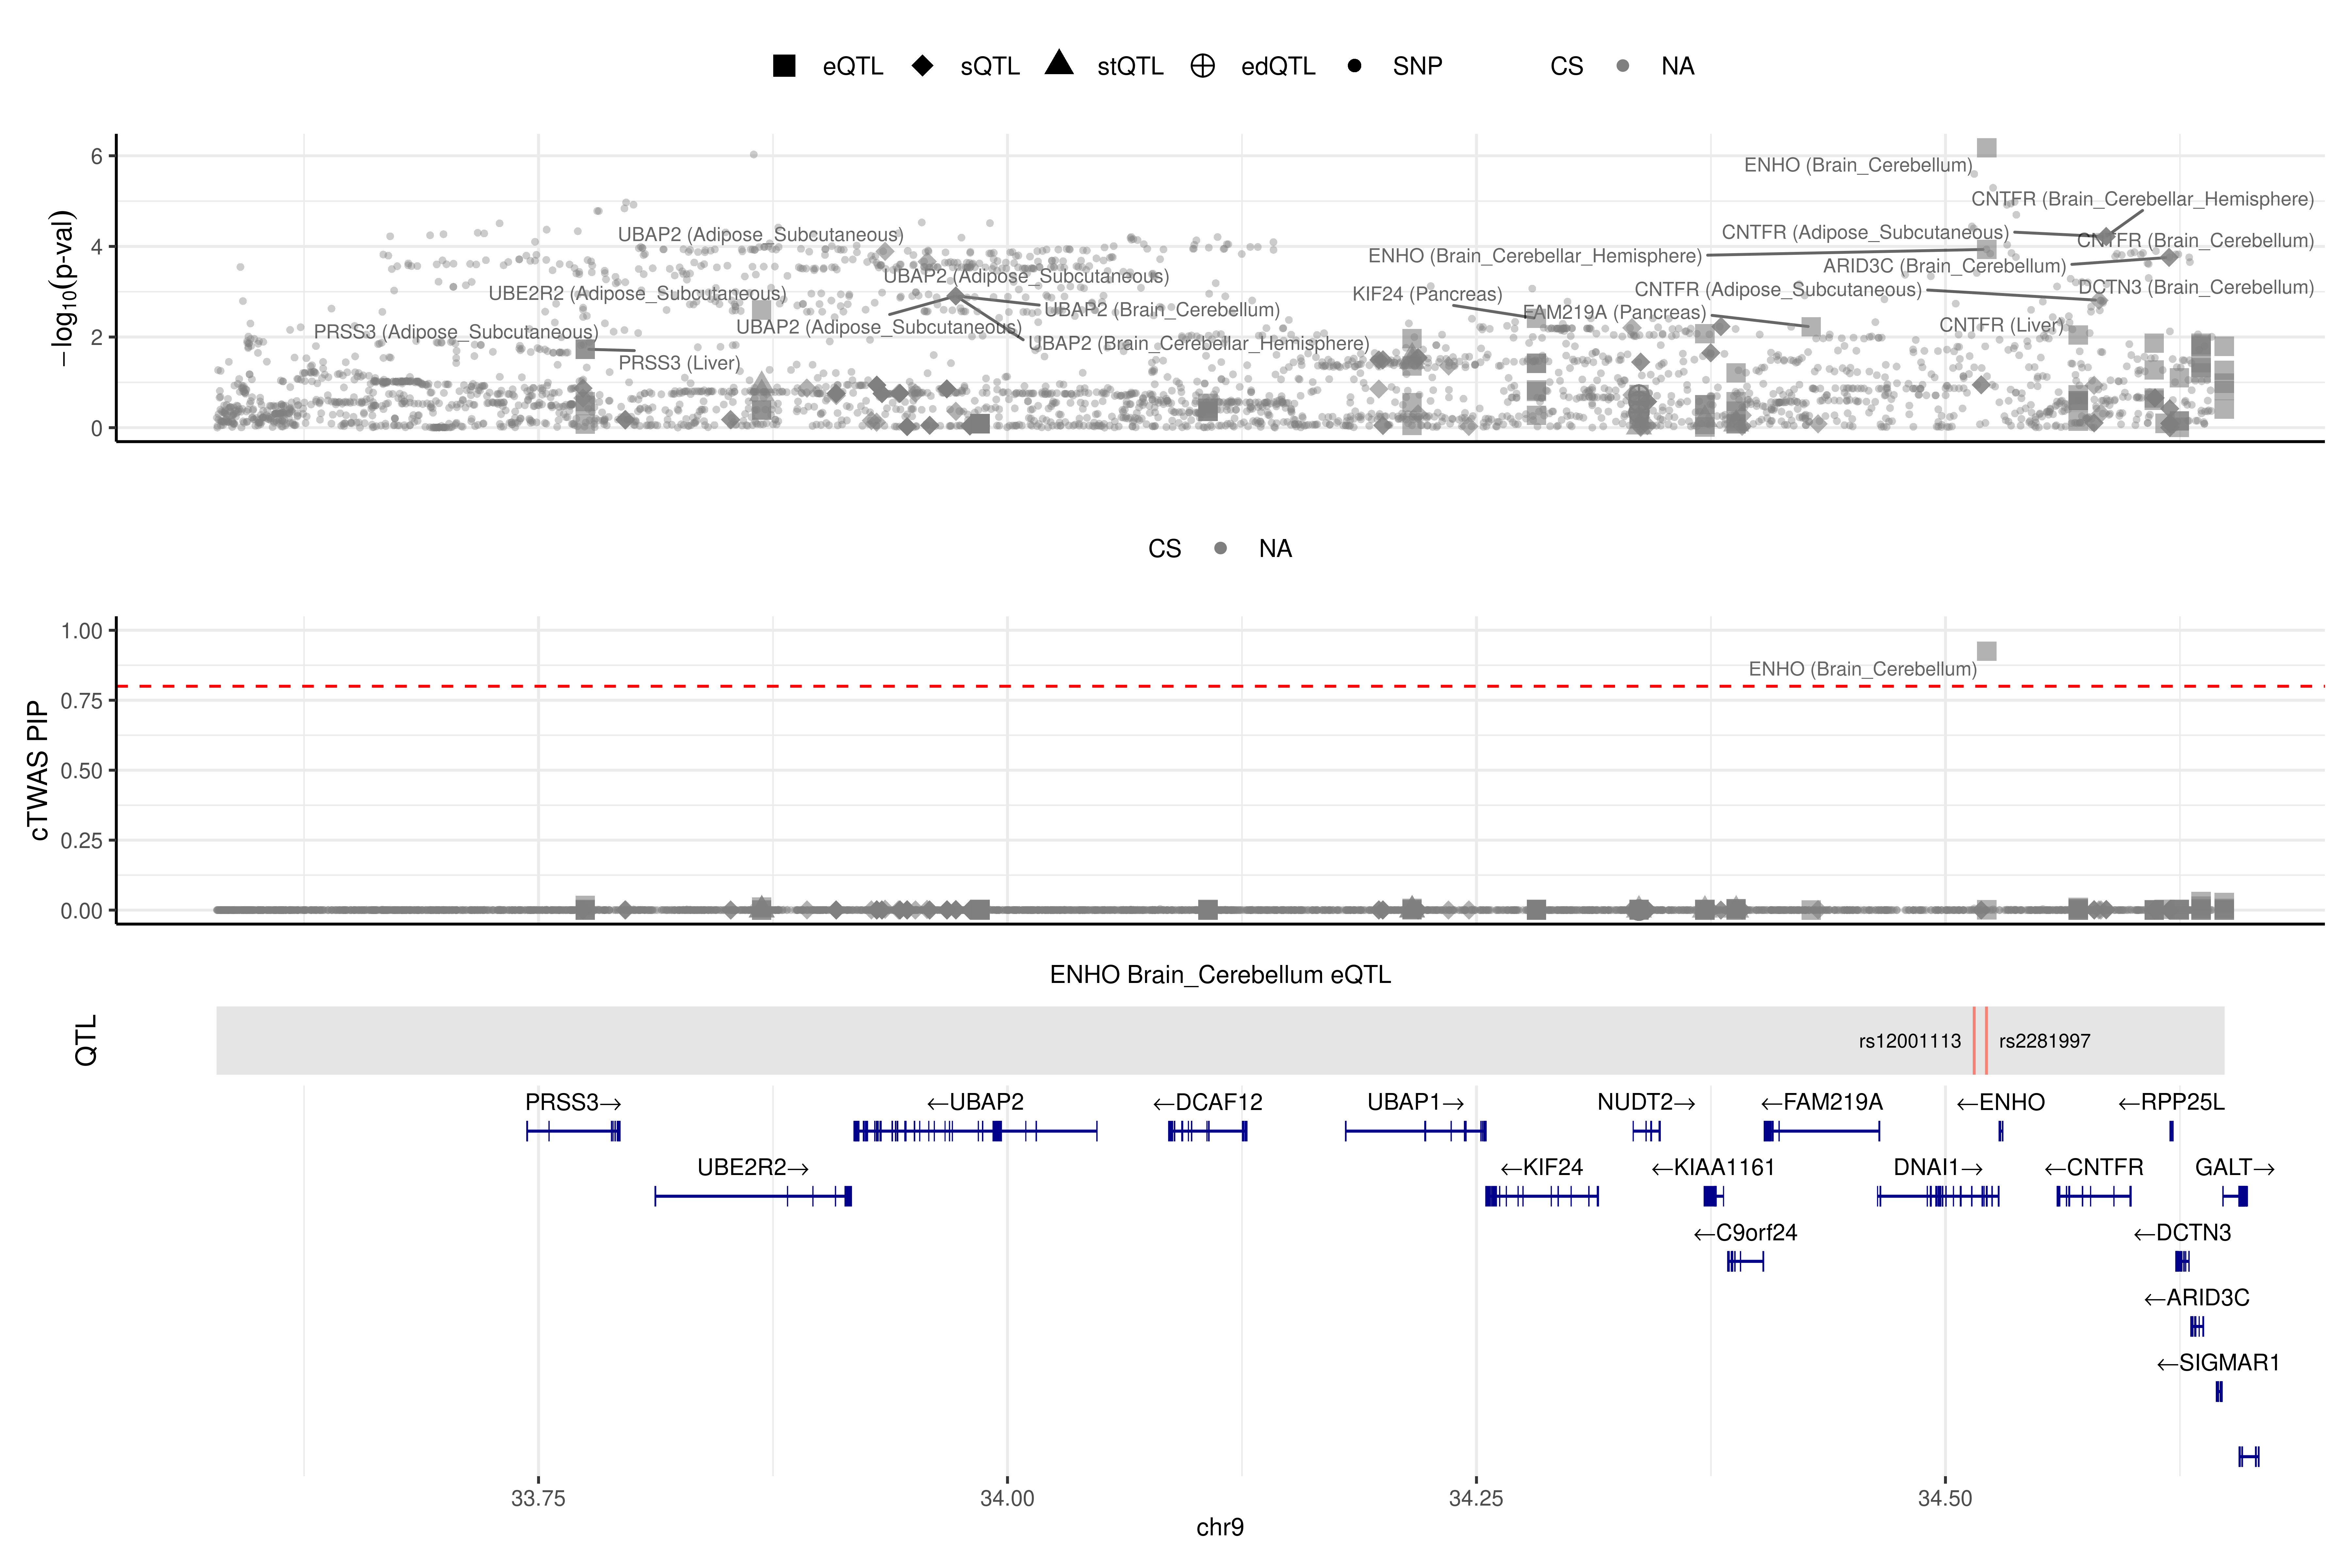 eQTL sQTL stQTL edQTL SNP CS NA
−log10(p-val)
6
4
2
0
ENHO (Brain_Cerebellum)
CNTFR (Brain_Cerebellar_Hemisphere)
UBAP2 (Adipose_Subcutaneous)
CNTFR (Adipose_Subcutaneous)
CNTFR (Brain_Cerebellum)
ENHO (Brain_Cerebellar_Hemisphere)
ARID3C (Brain_Cerebellum)
UBAP2 (Adipose_Subcutaneous)
UBE2R2 (Adipose_Subcutaneous)
KIF24 (Pancreas)
CNTFR (Adipose_Subcutaneous)
DCTN3 (Brain_Cerebellum)
UBAP2 (Brain_Cerebellum)
FAM219A (Pancreas)
PRSS3 (Adipose_Subcutaneous)
UBAP2 (Adipose_Subcutaneous)
CNTFR (Liver)
UBAP2 (Brain_Cerebellar_Hemisphere)
PRSS3 (Liver)
CS NA
cTWAS PIP
1.00
0.75
0.50
0.25
0.00
ENHO (Brain_Cerebellum)
ENHO Brain_Cerebellum eQTL
QTL
rs12001113 rs2281997
PRSS3→ ←UBAP2 ←DCAF12 UBAP1→ NUDT2→ ←FAM219A ←ENHO ←RPP25L
UBE2R2→ ←KIF24 ←KIAA1161 DNAI1→ ←CNTFR GALT→
←C9orf24 ←DCTN3
←ARID3C
←SIGMAR1
33.75 34.00 34.25 34.50
chr9